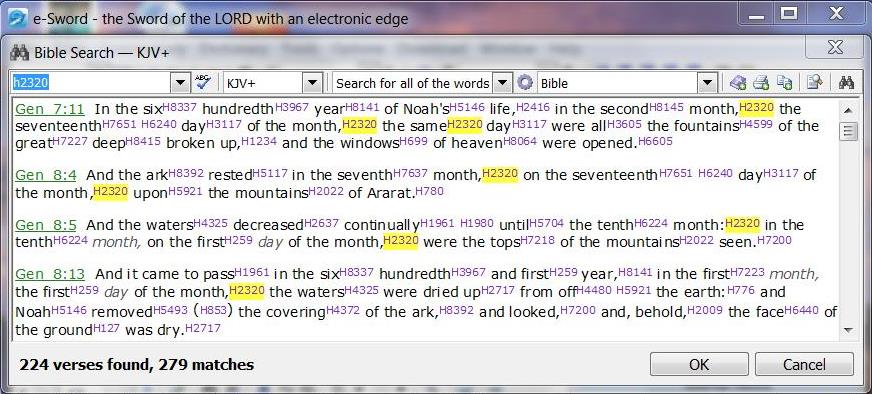 e-Sword - the Sword of the LORD with an electronic edge
Bible Search — KJV+
h2320 ABC KJV+ Search for all of the words Bible
Gen 7:11 In the sixH8337 hundredthH3967 yearH8141 of Noah'sH5146 life,H2416 in the secondH8145 month,H2320 the
seventeenthH7651 H6240 dayH3117 of the month,H2320 the sameH2320 dayH3117 were allH3605 the fountainsH4599 of the
greatH7227 deepH8415 broken up,H1234 and the windowsH699 of heavenH8064 were opened.H6605
Gen 8:4 And the arkH8392 restedH5117 in the seventhH7637 month,H2320 on the seventeenthH7651 H6240 dayH3117 of
the month,H2320 uponH5921 the mountainsH2022 of Ararat.H780
Gen 8:5 And the watersH4325 decreasedH2637 continuallyH1961 H1980 untilH5704 the tenthH6224 month:H2320 in the
tenthH6224 month, on the firstH259 day of the month,H2320 were the topsH7218 of the mountainsH2022 seen.H7200
Gen 8:13 And it came to passH1961 in the sixH8337 hundredthH3967 and firstH259 year,H8141 in the firstH7223 month,
the firstH259 day of the month,H2320 the watersH4325 were dried upH2717 from offH4480 H5921 the earth:H776 and
NoahH5146 removedH5493 (H853) the coveringH4372 of the ark,H8392 and looked,H7200 and, behold,H2009 the faceH6440 of
the groundH127 was dry.H2717
224 verses found, 279 matches
OK Cancel